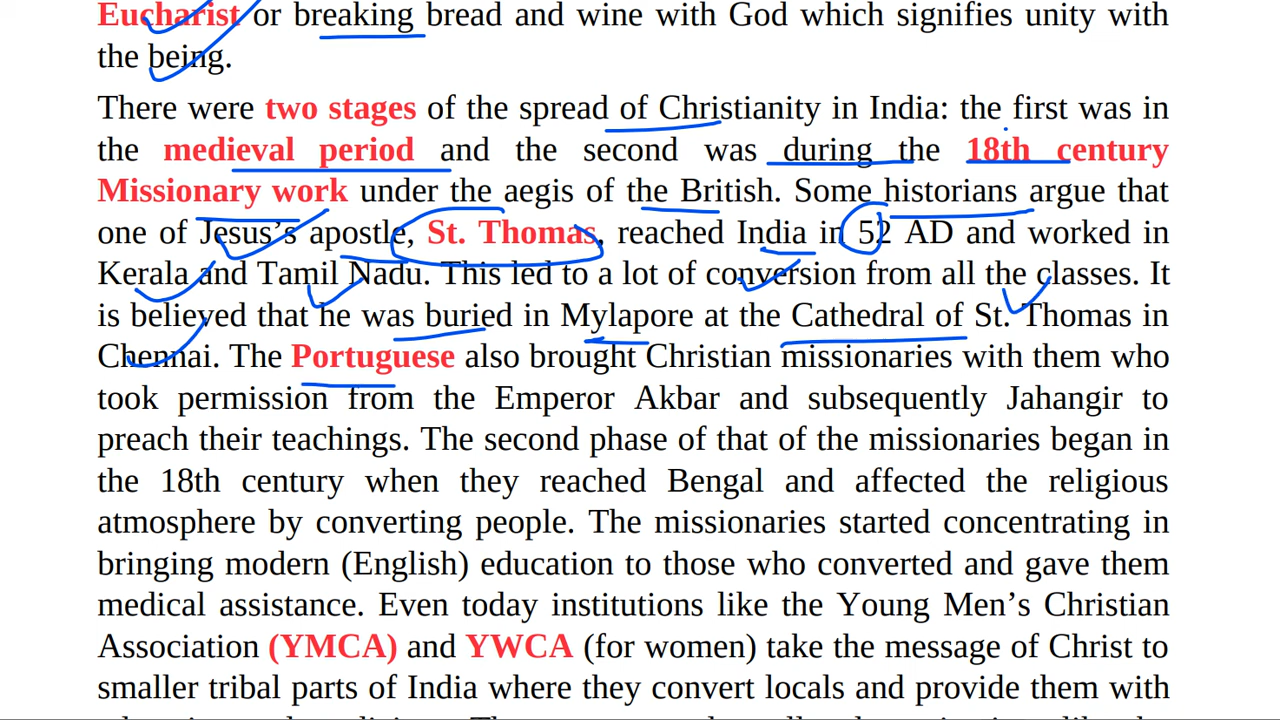 Eucharist or breaking bread and wine with God which signifies unity with
the being.
There were two stages of the spread of Christianity in India: the first was in
the medieval period and the second was during the 18th century
Missionary work under the aegis of the British. Some historians argue that
one of Jesus’s apostle, St. Thomas, reached India in 52 AD and worked in
Kerala and Tamil Nadu. This led to a lot of conversion from all the classes. It
is believed that he was buried in Mylapore at the Cathedral of St. Thomas in
Chennai. The Portuguese also brought Christian missionaries with them who
took permission from the Emperor Akbar and subsequently Jahangir to
preach their teachings. The second phase of that of the missionaries began in
the 18th century when they reached Bengal and affected the religious
atmosphere by converting people. The missionaries started concentrating in
bringing modern (English) education to those who converted and gave them
medical assistance. Even today institutions like the Young Men’s Christian
Association (YMCA) and YWCA (for women) take the message of Christ to
smaller tribal parts of India where they convert locals and provide them with